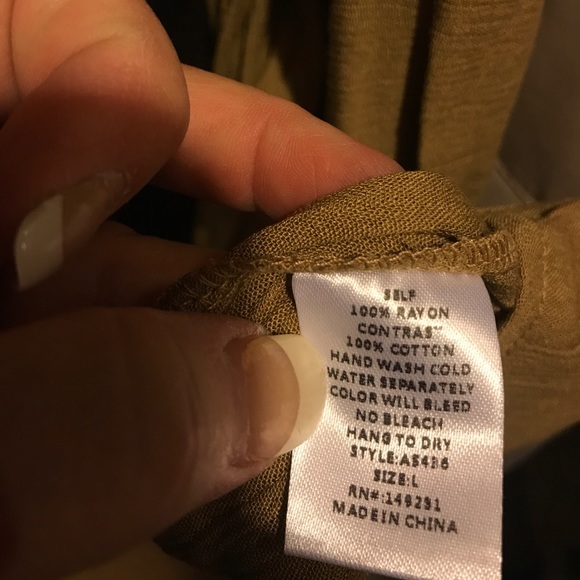 SELF
100% RAYON
CONTRAST
100% COTTON
HAND WASH COLD
WATER SEPARATELY
COLOR WILL BLEED
NO BLEACH
HANG TO DRY
STYLE:A5486
SIZE:L
RN#:149291
MADE IN CHINA